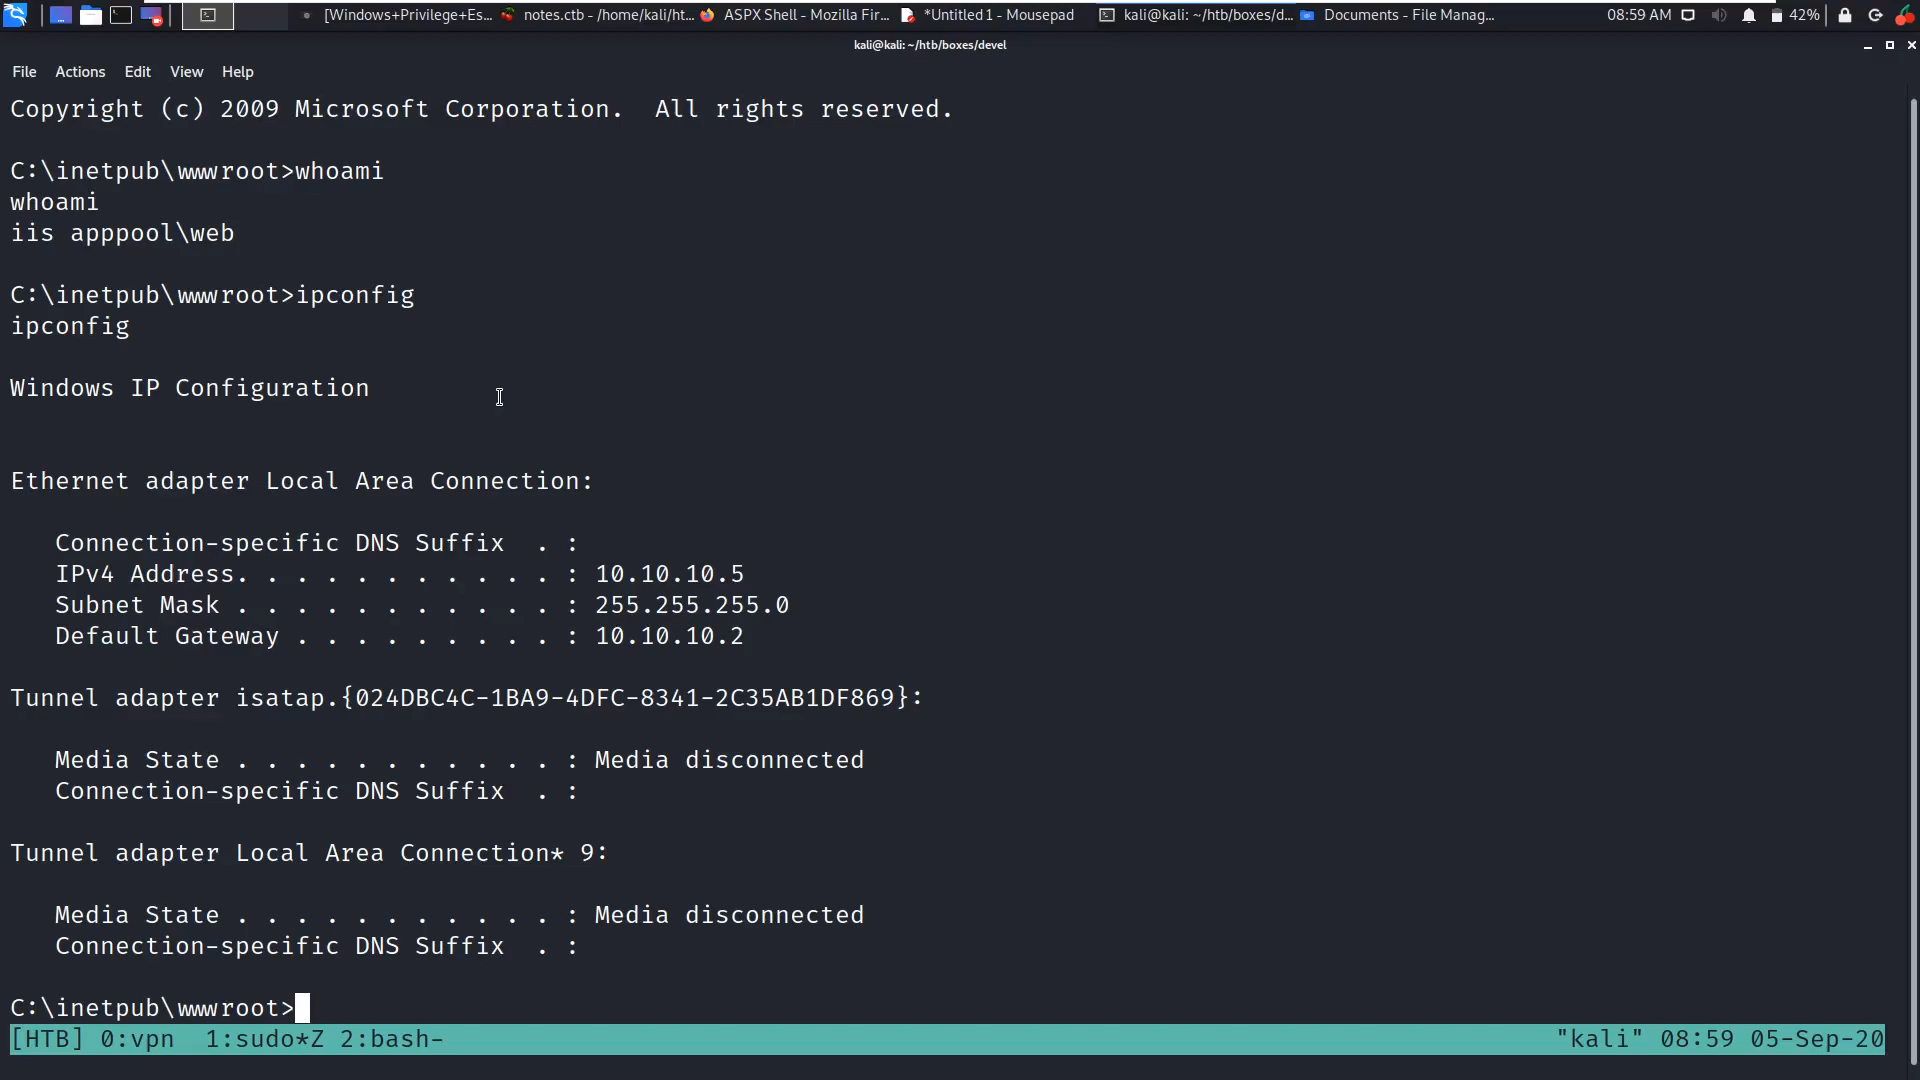 [Windows+Privilege+Es...
notes.ctb - /home/kali/ht...
ASPX Shell - Mozilla Fir...
*Untitled 1 - Mousepad
kali@kali: ~/htb/boxes/d...
Documents - File Manag...
08:59 AM
42%
kali@kali: ~/htb/boxes/devel
File Actions Edit View Help
Copyright (c) 2009 Microsoft Corporation.  All rights reserved.
C:\inetpub\wwwroot>whoami
whoami
iis apppool\web
C:\inetpub\wwwroot>ipconfig
ipconfig
Windows IP Configuration
Ethernet adapter Local Area Connection:
   Connection-specific DNS Suffix  . :
   IPv4 Address. . . . . . . . . . . : 10.10.10.5
   Subnet Mask . . . . . . . . . . . : 255.255.255.0
   Default Gateway . . . . . . . . . : 10.10.10.2
Tunnel adapter isatap.{024DBC4C-1BA9-4DFC-8341-2C35AB1DF869}:
   Media State . . . . . . . . . . . : Media disconnected
   Connection-specific DNS Suffix  . :
Tunnel adapter Local Area Connection* 9:
   Media State . . . . . . . . . . . : Media disconnected
   Connection-specific DNS Suffix  . :
C:\inetpub\wwwroot>
[HTB] 0:vpn  1:sudo*Z 2:bash- "kali" 08:59 05-Sep-20